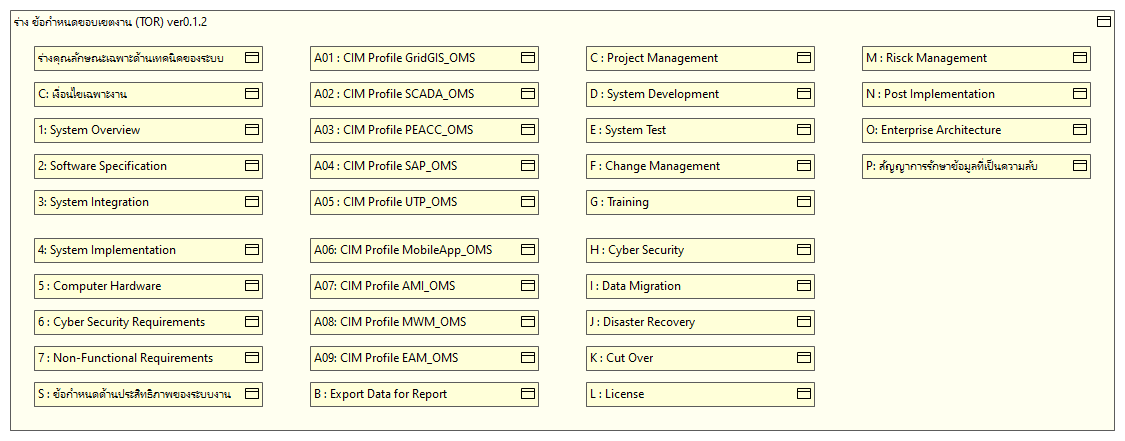 ร่าง ข้อกำหนดขอบเขตงาน (TOR) ver0.1.2
ร่างคุณลักษณะเฉพาะด้านเทคนิคของระบบ
C: เงื่อนไขเฉพาะงาน
1: System Overview
2: Software Specification
3: System Integration
4: System Implementation
5 : Computer Hardware
6 : Cyber Security Requirements
7 : Non-Functional Requirements
S : ข้อกำหนดด้านประสิทธิภาพของระบบงาน
A01 : CIM Profile GridGIS_OMS
A02 : CIM Profile SCADA_OMS
A03 : CIM Profile PEACC_OMS
A04 : CIM Profile SAP_OMS
A05 : CIM Profile UTP_OMS
A06: CIM Profile MobileApp_OMS
A07: CIM Profile AMI_OMS
A08: CIM Profile MWM_OMS
A09: CIM Profile EAM_OMS
B : Export Data for Report
C : Project Management
D : System Development
E : System Test
F : Change Management
G : Training
H : Cyber Security
I : Data Migration
J : Disaster Recovery
K : Cut Over
L : License
M : Risck Management
N : Post Implementation
O: Enterprise Architecture
P: สัญญาการรักษาข้อมูลที่เป็นความลับ